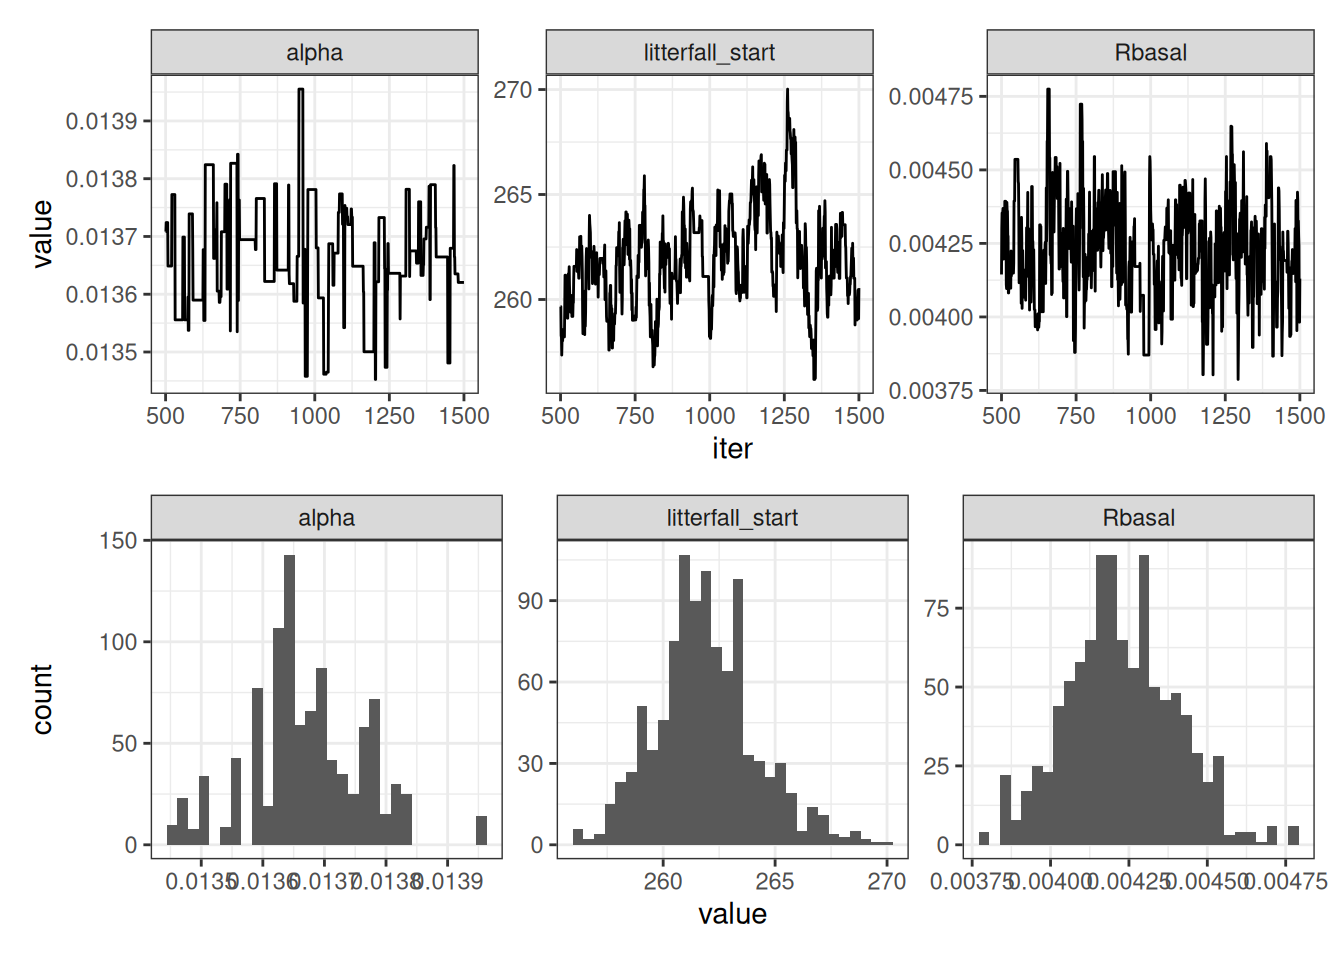 alpha
litterfall_start
Rbasal
value
0.0139
0.0138
0.0137
0.0136
0.0135
270
265
260
0.00475
0.00450
0.00425
0.00400
0.00375
500 750 1000 1250 1500
500 750 1000 1250 1500
500 750 1000 1250 1500
iter
alpha
litterfall_start
Rbasal
count
150
100
50
0
90
60
30
0
75
50
25
0
0.0135 0.0136 0.0137 0.0138 0.0139
260 265 270
0.00375 0.00400 0.00425 0.00450 0.00475
value